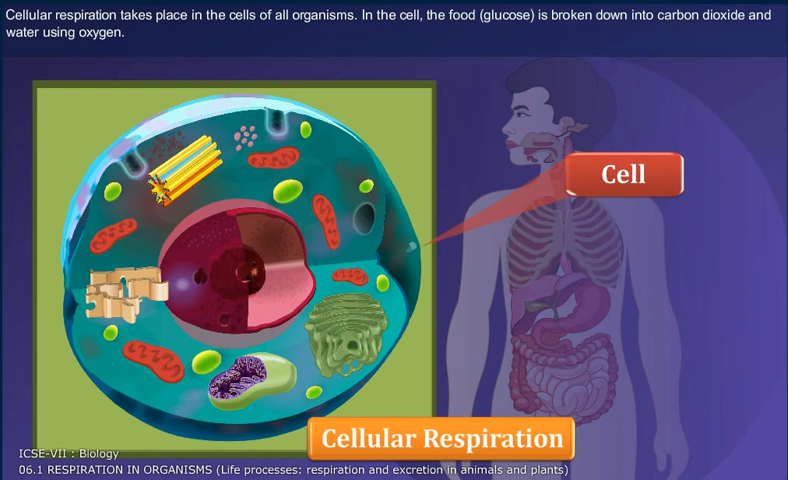 Cellular respiration takes place in the cells of all organisms. In the cell, the food (glucose) is broken down into carbon dioxide and
water using oxygen.
Cell
Cellular Respiration
ICSE-VII : Biology
06.1 RESPIRATION IN ORGANISMS (Life processes: respiration and excretion in animals and plants)